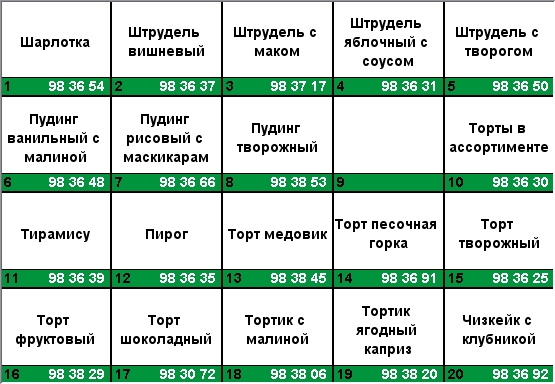 Шарлотка
1 98 36 54
Штрудель
вишневый
2 98 36 37
Штрудель с
маком
3 98 37 17
Штрудель
яблочный с
соусом
4 98 36 31
Штрудель с
творогом
5 98 36 50
Пудинг
ванильный с
малиной
6 98 36 48
Пудинг
рисовый с
маскикарам
7 98 36 66
Пудинг
творожный
8 98 38 53
9
Торты в
ассортименте
10 98 36 30
Тирамису
11 98 36 39
Пирог
12 98 36 35
Торт медовик
13 98 38 45
Торт песочная
горка
14 98 36 91
Торт
творожный
15 98 36 25
Торт
фруктовый
16 98 38 29
Торт
шоколадный
17 98 30 72
Тортик с
малиной
18 98 38 06
Тортик
ягодный
каприз
19 98 38 20
Чизкейк с
клубникой
20 98 36 92